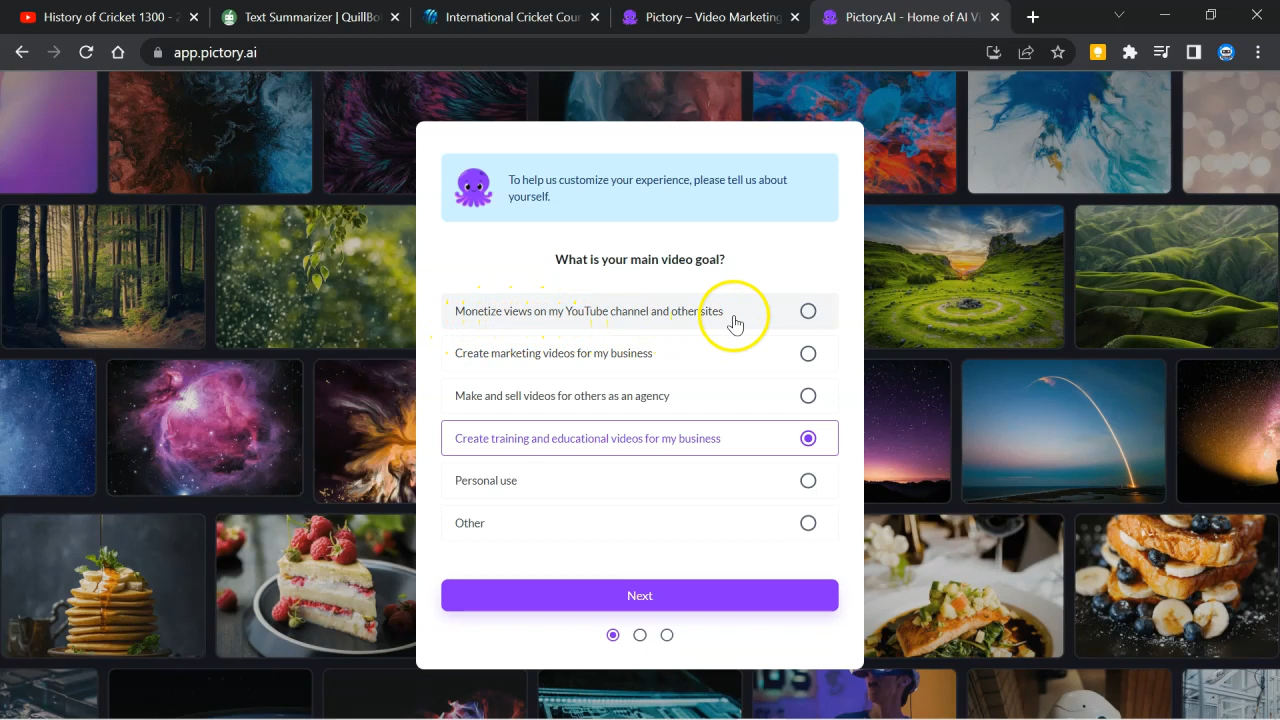 History of Cricket 1300 - 2
Text Summarizer | QuillBo
International Cricket Cour
Pictory – Video Marketing
Pictory.AI - Home of AI Vi
app.pictory.ai
To help us customize your experience, please tell us about
yourself.
What is your main video goal?
Monetize views on my YouTube channel and other sites
Create marketing videos for my business
Make and sell videos for others as an agency
Create training and educational videos for my business
Personal use
Other
Next